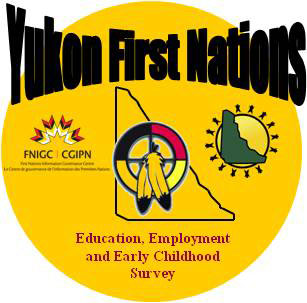 Yukon First Nations
FNIGC | CGIPN
First Nations Information Governance Centre
Le Centre de gouvernance de l'information des Premières Nations
Education, Employment
and Early Childhood
Survey